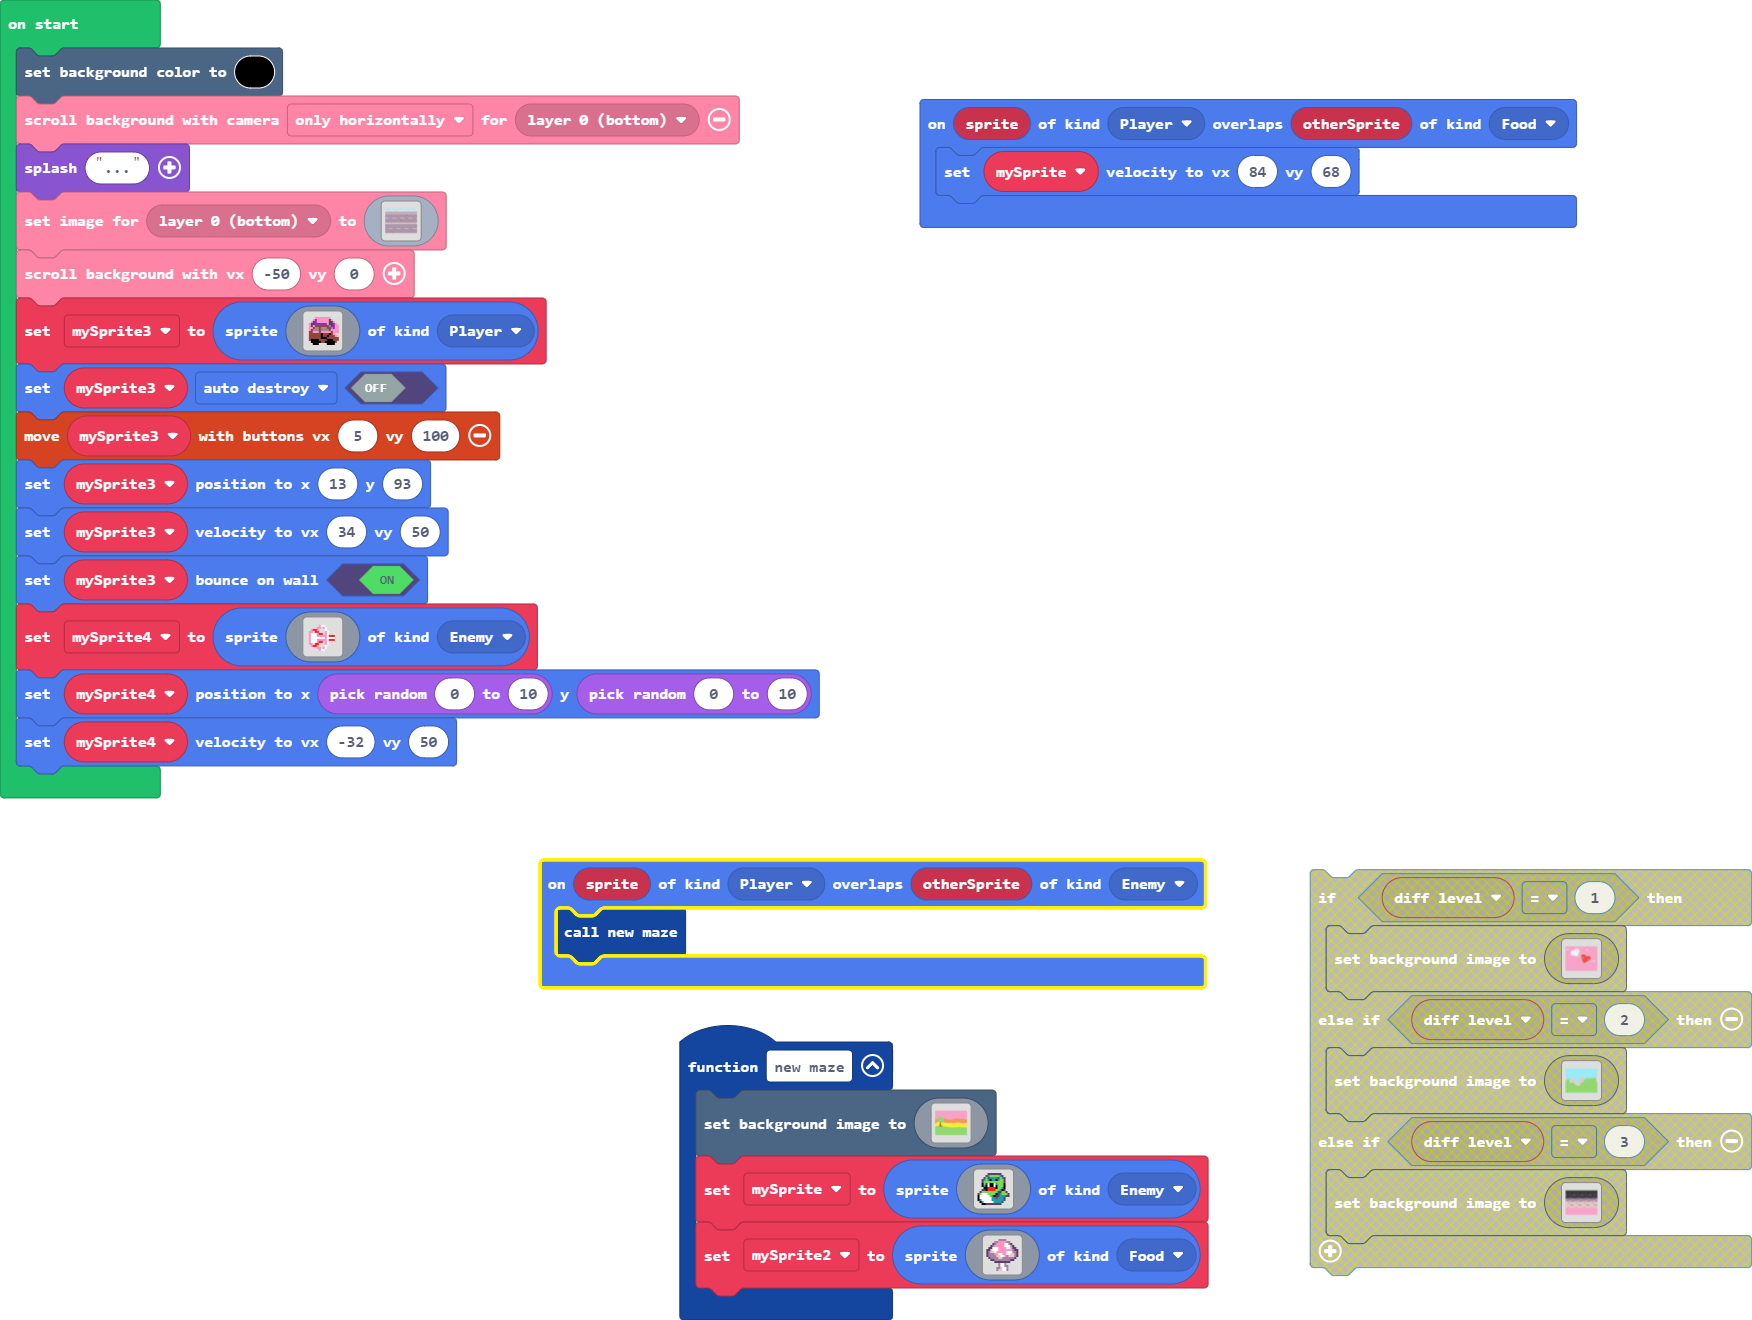 on start
set background color to
scroll background with camera only horizontally for layer 0 (bottom)
splash "..."
set image for layer 0 (bottom) to
scroll background with vx -50 vy 0
set mySprite3 to sprite of kind Player
set mySprite3 auto destroy OFF
move mySprite3 with buttons vx 5 vy 100
set mySprite3 position to x 13 y 93
set mySprite3 velocity to vx 34 vy 50
set mySprite3 bounce on wall ON
set mySprite4 to sprite of kind Enemy
set mySprite4 position to x pick random 0 to 10 y pick random 0 to 10
set mySprite4 velocity to vx -32 vy 50
on sprite of kind Player overlaps otherSprite of kind Food
set mySprite velocity to vx 84 vy 68
on sprite of kind Player overlaps otherSprite of kind Enemy
call new maze
function new maze
set background image to
set mySprite to sprite of kind Enemy
set mySprite2 to sprite of kind Food
if diff level = 1 then
set background image to
else if diff level = 2 then
set background image to
else if diff level = 3 then
set background image to